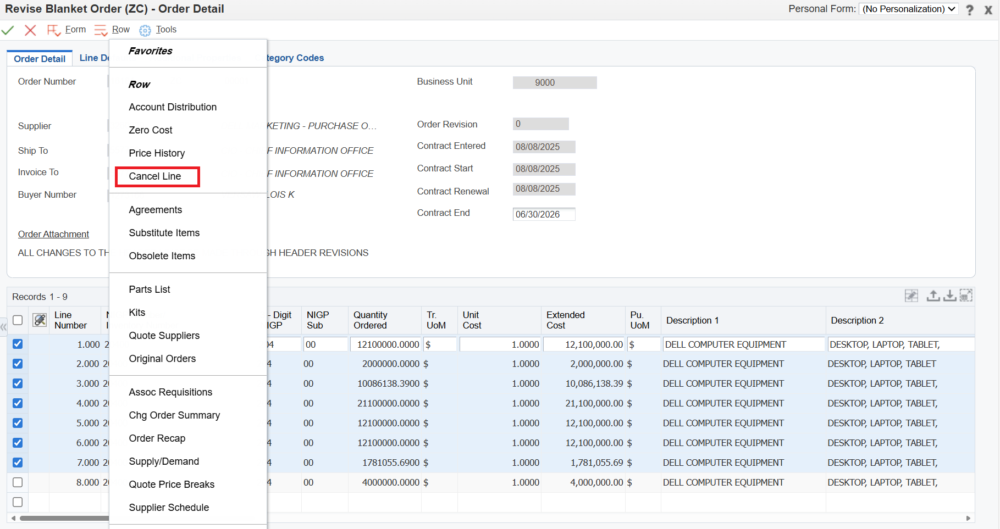 Revise Blanket Order (ZC) - Order Detail
Personal Form: (No Personalization) ? X
Form Row Tools
Order Detail Line De tegory Codes
Favorites
Row
Account Distribution
Zero Cost
Price History
Cancel Line
Agreements
Substitute Items
Obsolete Items
Parts List
Kits
Quote Suppliers
Original Orders
Assoc Requisitions
Chg Order Summary
Order Recap
Supply/Demand
Quote Price Breaks
Supplier Schedule
Order Number
Business Unit 9000
Supplier KETING - PURCHASE O...
Order Revision 0
Ship To F INFORMATION OFFICE
Contract Entered 08/08/2025
Invoice To F INFORMATION OFFICE
Contract Start 08/08/2025
Buyer Number LOIS K
Contract Renewal 08/08/2025
Contract End 06/30/2026
Order Attachment
ALL CHANGES TO TH GH HEADER REVISIONS
Records 1 - 9
Line Number - Digit IGP NIGP Sub Quantity Ordered Tr. UoM Unit Cost Extended Cost Pu. UoM Description 1 Description 2
1.000 2 04 00 12100000.0000 $ 1.0000 12,100,000.00 $ DELL COMPUTER EQUIPMENT DESKTOP, LAPTOP, TABLET,
2.000 20 4 00 2000000.0000 $ 1.0000 2,000,000.00 $ DELL COMPUTER EQUIPMENT DESKTOP, LAPTOP, TABLET
3.000 20 4 00 10086138.3900 $ 1.0000 10,086,138.39 $ DELL COMPUTER EQUIPMENT DESKTOP, LAPTOP, TABLET,
4.000 20 4 00 21100000.0000 $ 1.0000 21,100,000.00 $ DELL COMPUTER EQUIPMENT DESKTOP, LAPTOP, TABLET,
5.000 20 4 00 12100000.0000 $ 1.0000 12,100,000.00 $ DELL COMPUTER EQUIPMENT DESKTOP, LAPTOP, TABLET,
6.000 20 4 00 12100000.0000 $ 1.0000 12,100,000.00 $ DELL COMPUTER EQUIPMENT DESKTOP, LAPTOP, TABLET,
7.000 20 4 00 1781055.6900 $ 1.0000 1,781,055.69 $ DELL COMPUTER EQUIPMENT DESKTOP, LAPTOP, TABLET,
8.000 20 4 00 4000000.0000 $ 1.0000 4,000,000.00 $ DELL COMPUTER EQUIPMENT DESKTOP, LAPTOP, TABLET,